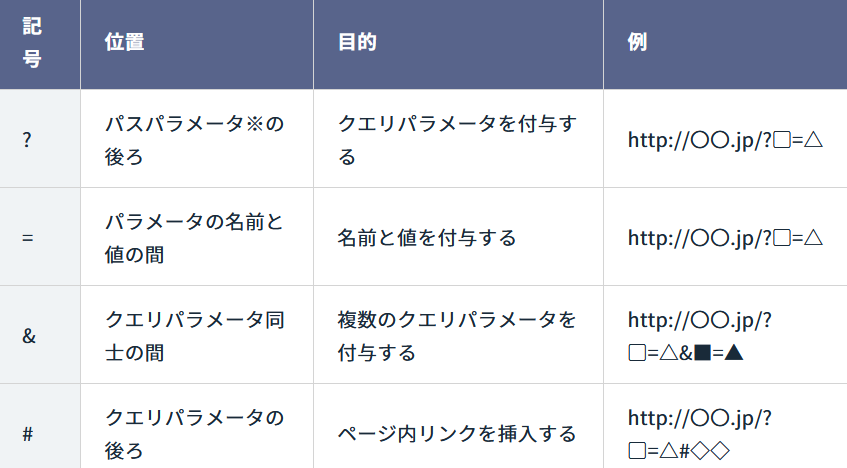 記
号
位置
目的
例
?
パスパラメータ※の
後ろ
クエリパラメータを付与す
る
http://〇〇.jp/?□=△
=
パラメータの名前と
値の間
名前と値を付与する
http://〇〇.jp/?□=△
&
クエリパラメータ同
士の間
複数のクエリパラメータを
付与する
http://〇〇.jp/?
□=△&■=▲
#
クエリパラメータの
後ろ
ページ内リンクを挿入する
http://〇〇.jp/?
□=△#◇◇